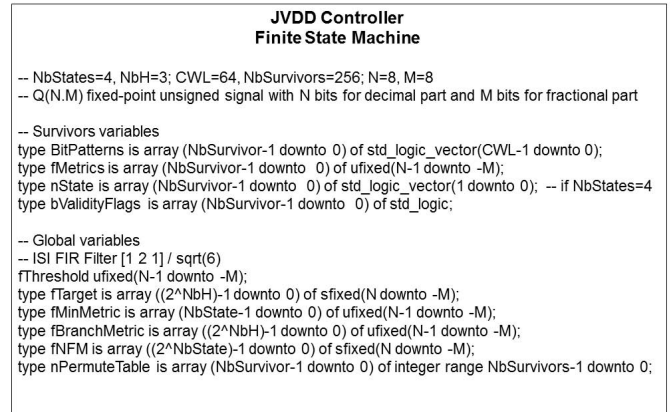 JVDD Controller
Finite State Machine
-- NbStates=4, NbH=3; CWL=64, NbSurvivors=256; N=8, M=8
-- Q(N.M) fixed-point unsigned signal with N bits for decimal part and M bits for fractional part
-- Survivors variables
type BitPatterns is array (NbSurvivor-1 downto 0) of std_logic_vector(CWL-1 downto 0);
type fMetrics is array (NbSurvivor-1 downto 0) of ufixed(N-1 downto -M);
type nState is array (NbSurvivor-1 downto 0) of std_logic_vector(1 downto 0); -- if NbStates=4
type bValidityFlags is array (NbSurvivor-1 downto 0) of std_logic;
-- Global variables
-- ISI FIR Filter [1 2 1] / sqrt(6)
fThreshold ufixed(N-1 downto -M);
type fTarget is array ((2^NbH)-1 downto 0) of sfixed(N downto -M);
type fMinMetric is array (NbState-1 downto 0) of ufixed(N-1 downto -M);
type fBranchMetric is array ((2^NbH)-1 downto 0) of ufixed(N-1 downto -M);
type fNFM is array ((2^NbState)-1 downto 0) of sfixed(N downto -M);
type nPermuteTable is array (NbSurvivor-1 downto 0) of integer range NbSurvivors-1 downto 0;